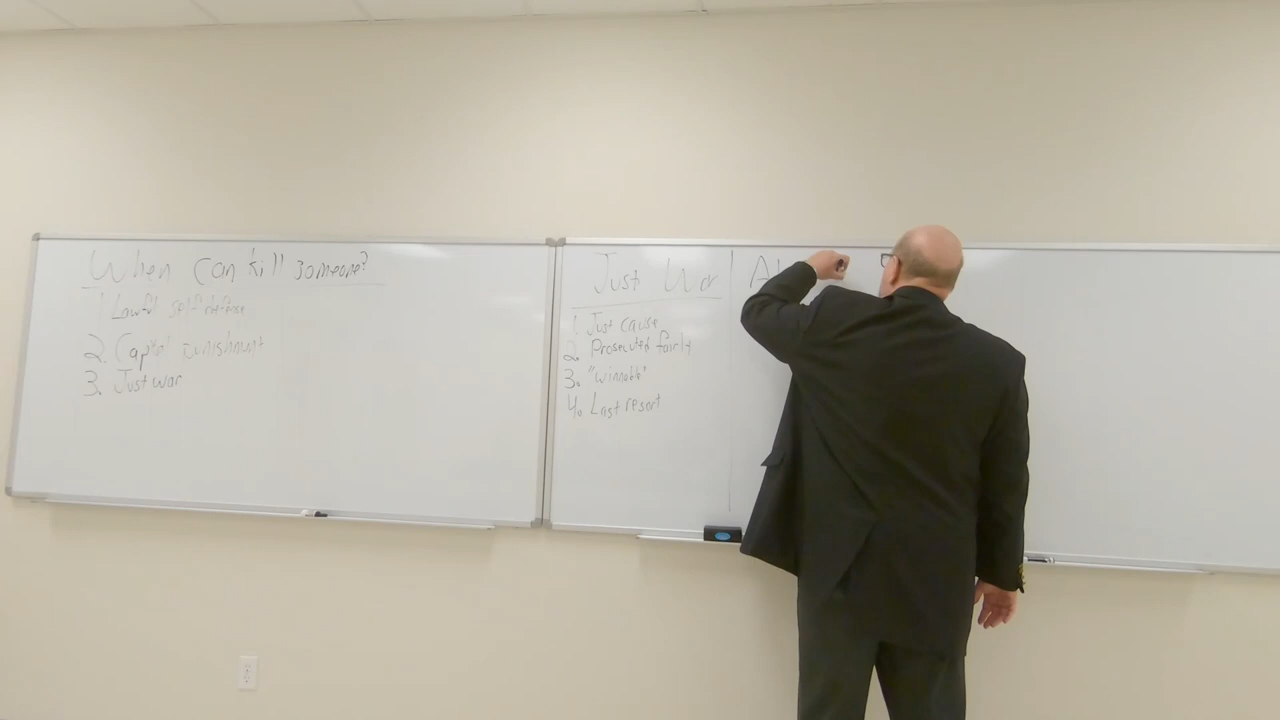 When can kill someone?
1. Lawful self-defense
2. Capital punishment
3. Just war
Just War
1. Just cause
2. Prosecuted fairly
3. "winnable"
4. Last resort